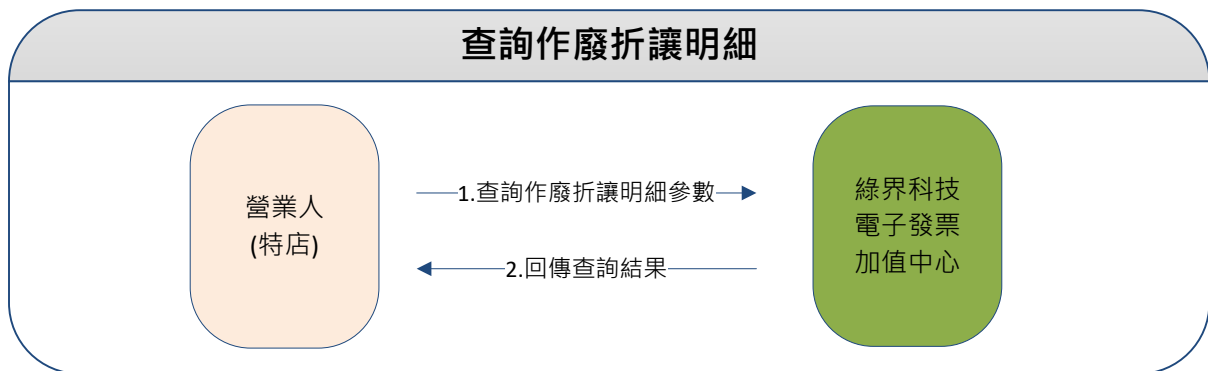 查詢作廢折讓明細
營業人
(特店)
1.查詢作廢折讓明細參數
2.回傳查詢結果
綠界科技
電子發票
加值中心